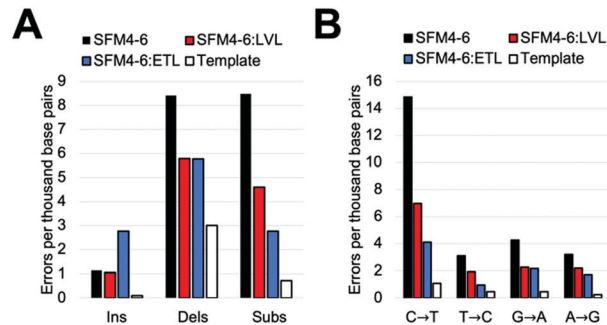 A
SFM4-6 SFM4-6:LVL
SFM4-6:ETL Template
Errors per thousand base pairs
9
8
7
6
5
4
3
2
1
0
Ins Dels Subs
B
SFM4-6 SFM4-6:LVL
SFM4-6:ETL Template
Errors per thousand base pairs
16
14
12
10
8
6
4
2
0
C→T T→C G→A A→G